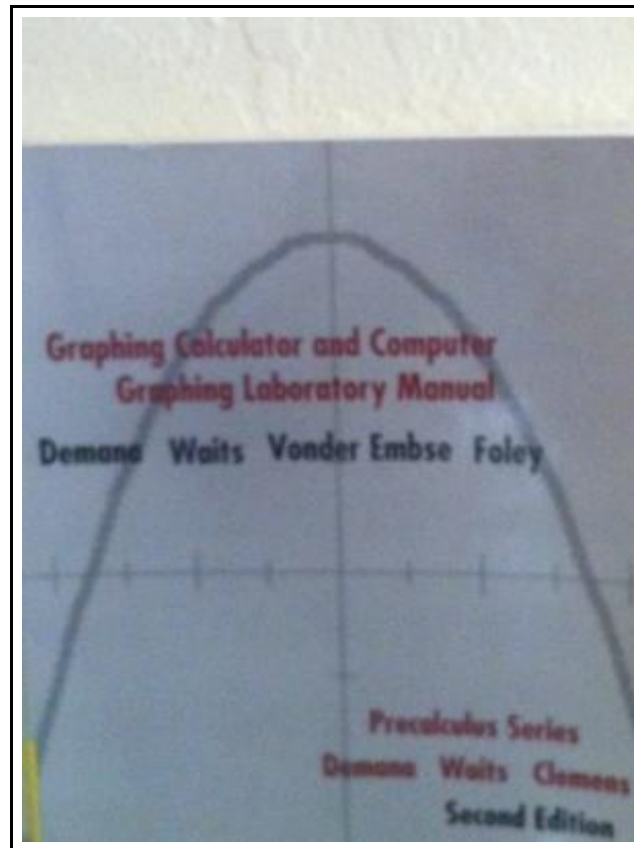 Graphing Calculator and Computer
Graphing Laboratory Manual
Demana Waits Vonder Embse Foley
Precalculus Series
Demana Waits Clemens
Second Edition